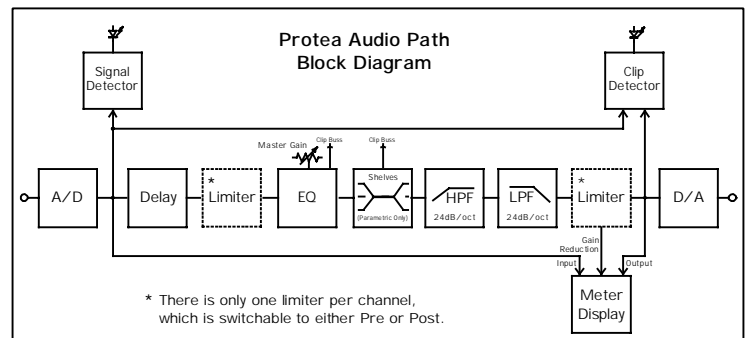 Protea Audio Path
Block Diagram
Signal
Detector
Clip
Detector
Master Gain
Clip Buss
Clip Buss
A/D
Delay
*
Limiter
EQ
Shelves
(Parametric Only)
HPF
24dB/oct
LPF
24dB/oct
*
Limiter
D/A
Gain
Reduction
Input
Output
Meter
Display
* There is only one limiter per channel,
which is switchable to either Pre or Post.